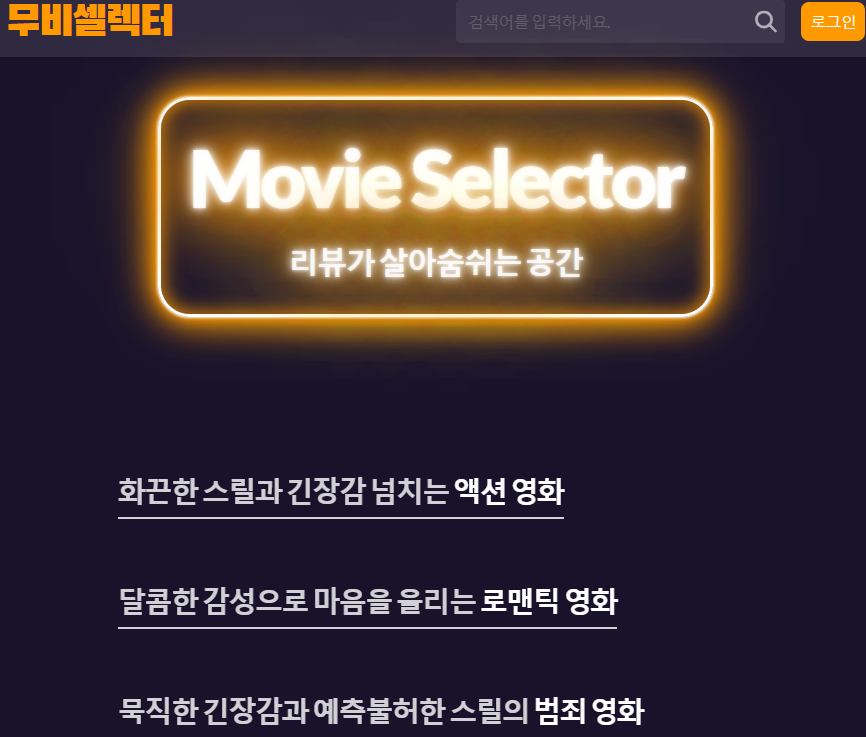 무비셀렉터
검색어를 입력하세요.
로그인
Movie Selector
리뷰가 살아숨쉬는 공간
화끈한 스릴과 긴장감 넘치는 액션 영화
달콤한 감성으로 마음을 울리는 로맨틱 영화
묵직한 긴장감과 예측불허한 스릴의 범죄 영화